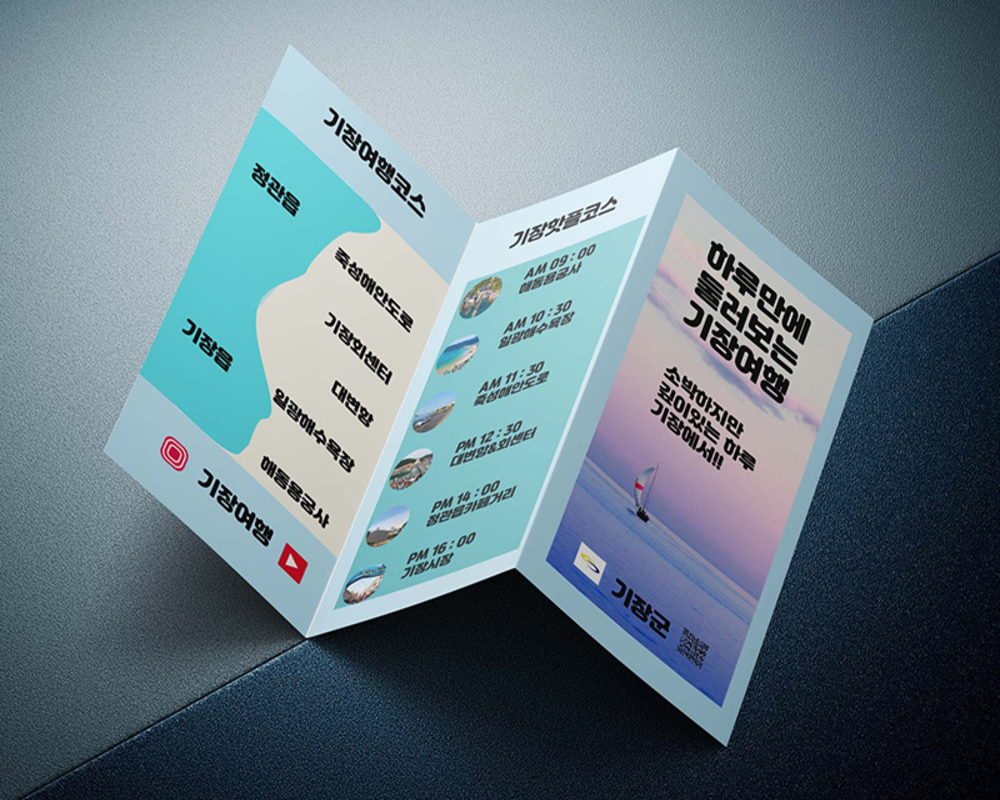 기장여행코스
정관읍
죽성해안도로
기장회센터
기장읍
대변항
일광해수욕장
해동용궁사
기장여행
기장핫플코스
AM 09 : 00
해동용궁사
AM 10 : 30
일광해수욕장
AM 11 : 30
죽성해안도로
PM 12 : 30
대변항&회센터
PM 14 : 00
정관읍카페거리
PM 16 : 00
기장시장
하루만에
둘러보는
기장여행
소박하지만
깊이있는 하루
기장에서!!
기장군